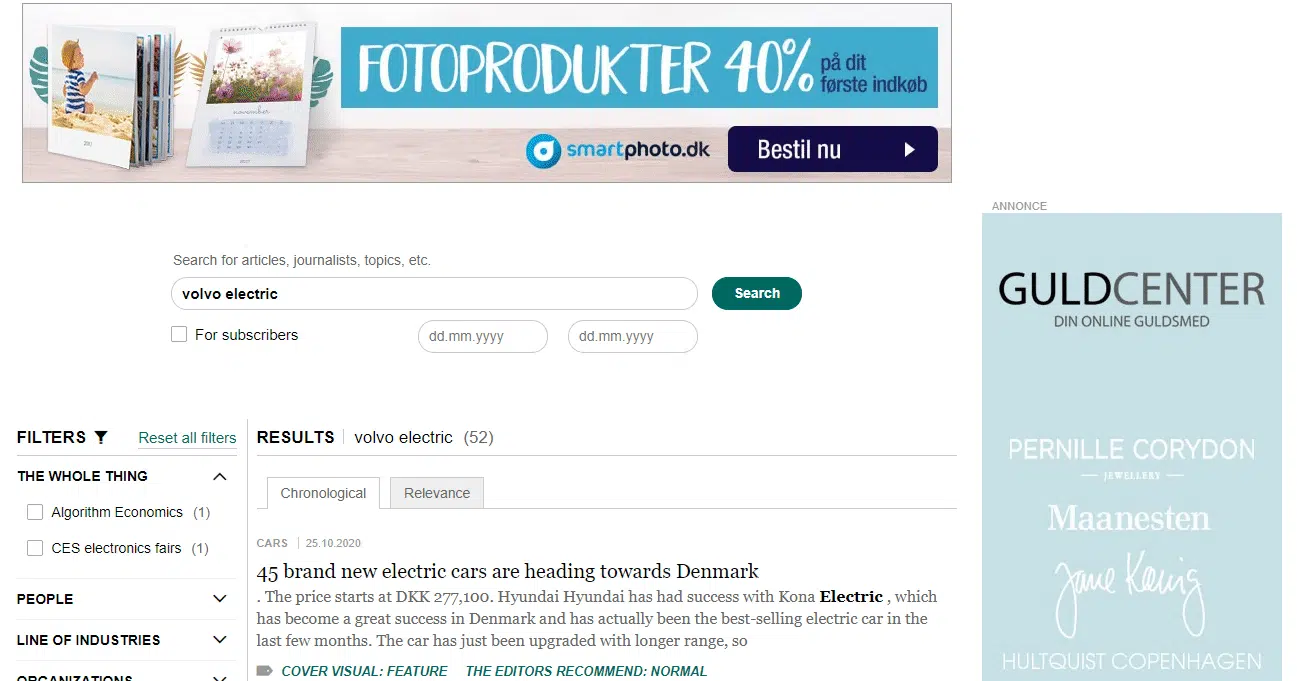 FOTOPRODUKTER 40% på dit
første indkøb
november
smartphoto.dk
Bestil nu
ANNONCE
GULDCENTER
DIN ONLINE GULDSMED
PERNILLE CORYDON
JEWELLERY
Maanesten
Jane Kønig
HULTQUIST COPENHAGEN
Search for articles, journalists, topics, etc.
volvo electric
Search
For subscribers
dd.mm.yyyy
dd.mm.yyyy
FILTERS
Reset all filters
THE WHOLE THING
Algorithm Economics (1)
CES electronics fairs (1)
PEOPLE
LINE OF INDUSTRIES
ORGANIZATIONS
RESULTS volvo electric (52)
Chronological
Relevance
CARS 25.10.2020
45 brand new electric cars are heading towards Denmark
. The price starts at DKK 277,100. Hyundai Hyundai has had success with Kona Electric , which
has become a great success in Denmark and has actually been the best-selling electric car in the
last few months. The car has just been upgraded with longer range, so
COVER VISUAL: FEATURE THE EDITORS RECOMMEND: NORMAL